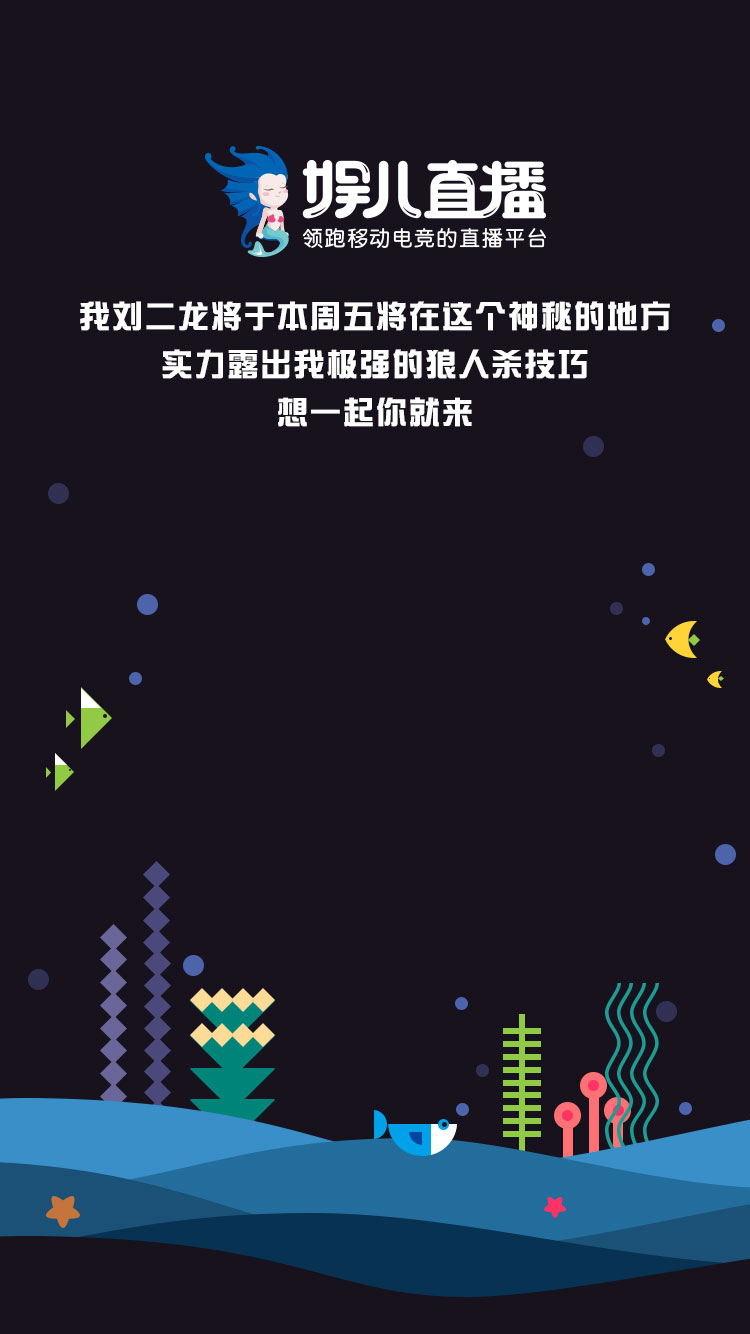 娱儿直播
领跑移动电竞的直播平台
我刘二龙将于本周五将在这个神秘的地方
实力露出我极强的狼人杀技巧
想一起你就来